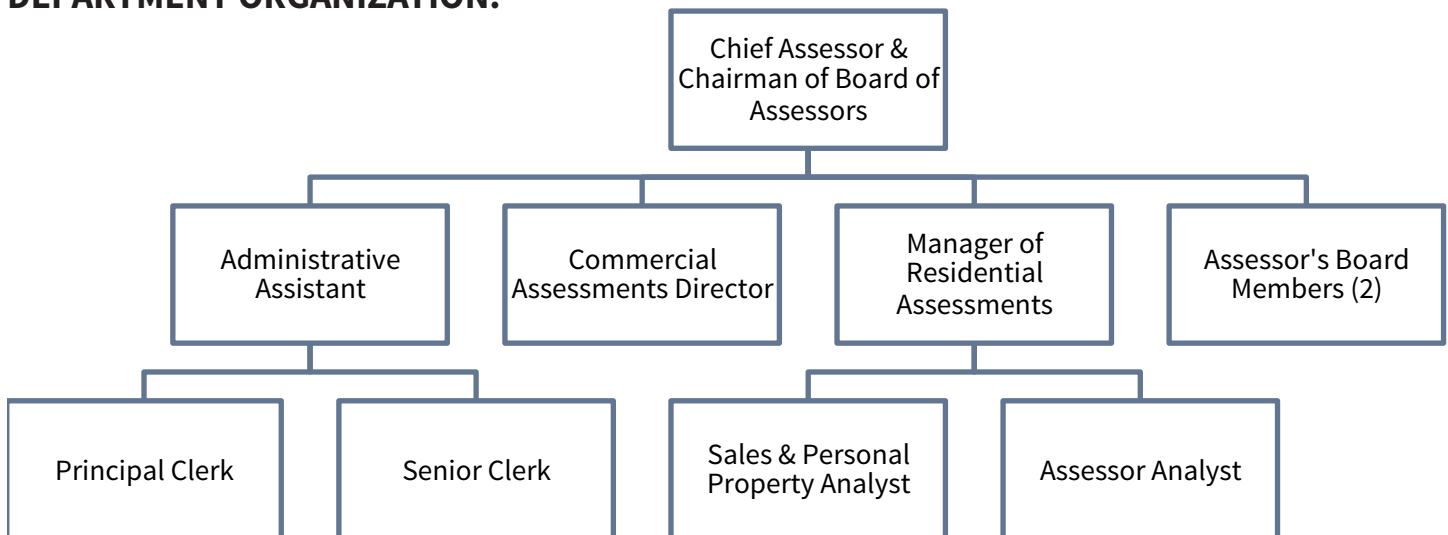 DEPARTMENT ORGANIZATION:
Chief Assessor &
Chairman of Board of
Assessors
Administrative
Assistant
Commercial
Assessments Director
Manager of
Residential
Assessments
Assessor's Board
Members (2)
Principal Clerk
Senior Clerk
Sales & Personal
Property Analyst
Assessor Analyst